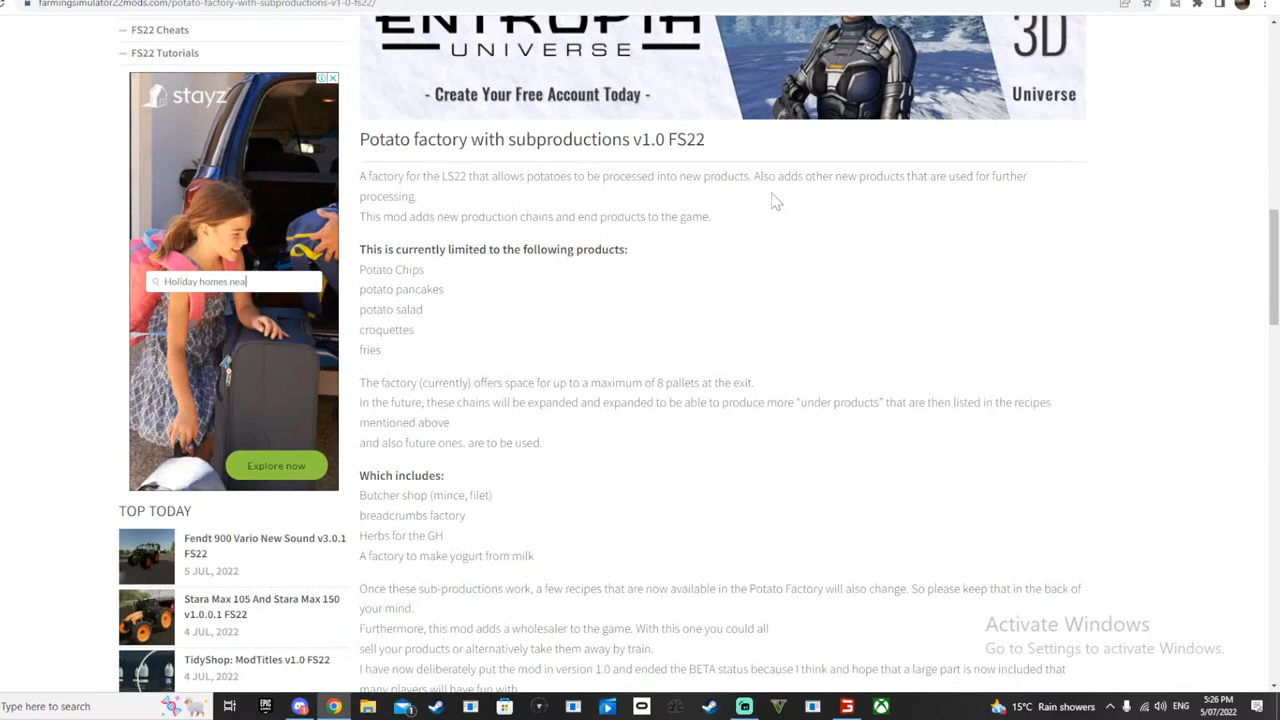 farmingsimulator22mods.com/potato-factory-with-subproductions-v1-0-fs22/
FS22 Cheats
FS22 Tutorials
stayz
Holiday homes nea
Explore now
TOP TODAY
Fendt 900 Vario New Sound v3.0.1
FS22
5 JUL, 2022
Stara Max 105 And Stara Max 150
v1.0.0.1 FS22
4 JUL, 2022
TidyShop: ModTitles v1.0 FS22
4 JUL, 2022
ENTROPIA
UNIVERSE
- Create Your Free Account Today -
3D
Universe
Potato factory with subproductions v1.0 FS22
A factory for the LS22 that allows potatoes to be processed into new products. Also adds other new products that are used for further
processing.
This mod adds new production chains and end products to the game.
This is currently limited to the following products:
Potato Chips
potato pancakes
potato salad
croquettes
fries
The factory (currently) offers space for up to a maximum of 8 pallets at the exit.
In the future, these chains will be expanded and expanded to be able to produce more “under products” that are then listed in the recipes
mentioned above
and also future ones. are to be used.
Which includes:
Butcher shop (mince, filet)
breadcrumbs factory
Herbs for the GH
A factory to make yogurt from milk
Once these sub-productions work, a few recipes that are now available in the Potato Factory will also change. So please keep that in the back of
your mind.
Furthermore, this mod adds a wholesaler to the game. With this one you could all
sell your products or alternatively take them away by train.
I have now deliberately put the mod in version 1.0 and ended the BETA status because I think and hope that a large part is now included that
many players will have fun with
Activate Windows
Go to Settings to activate Windows.
Type here to search
EPIC
15°C Rain showers
ENG
5:26 PM
5/07/2022